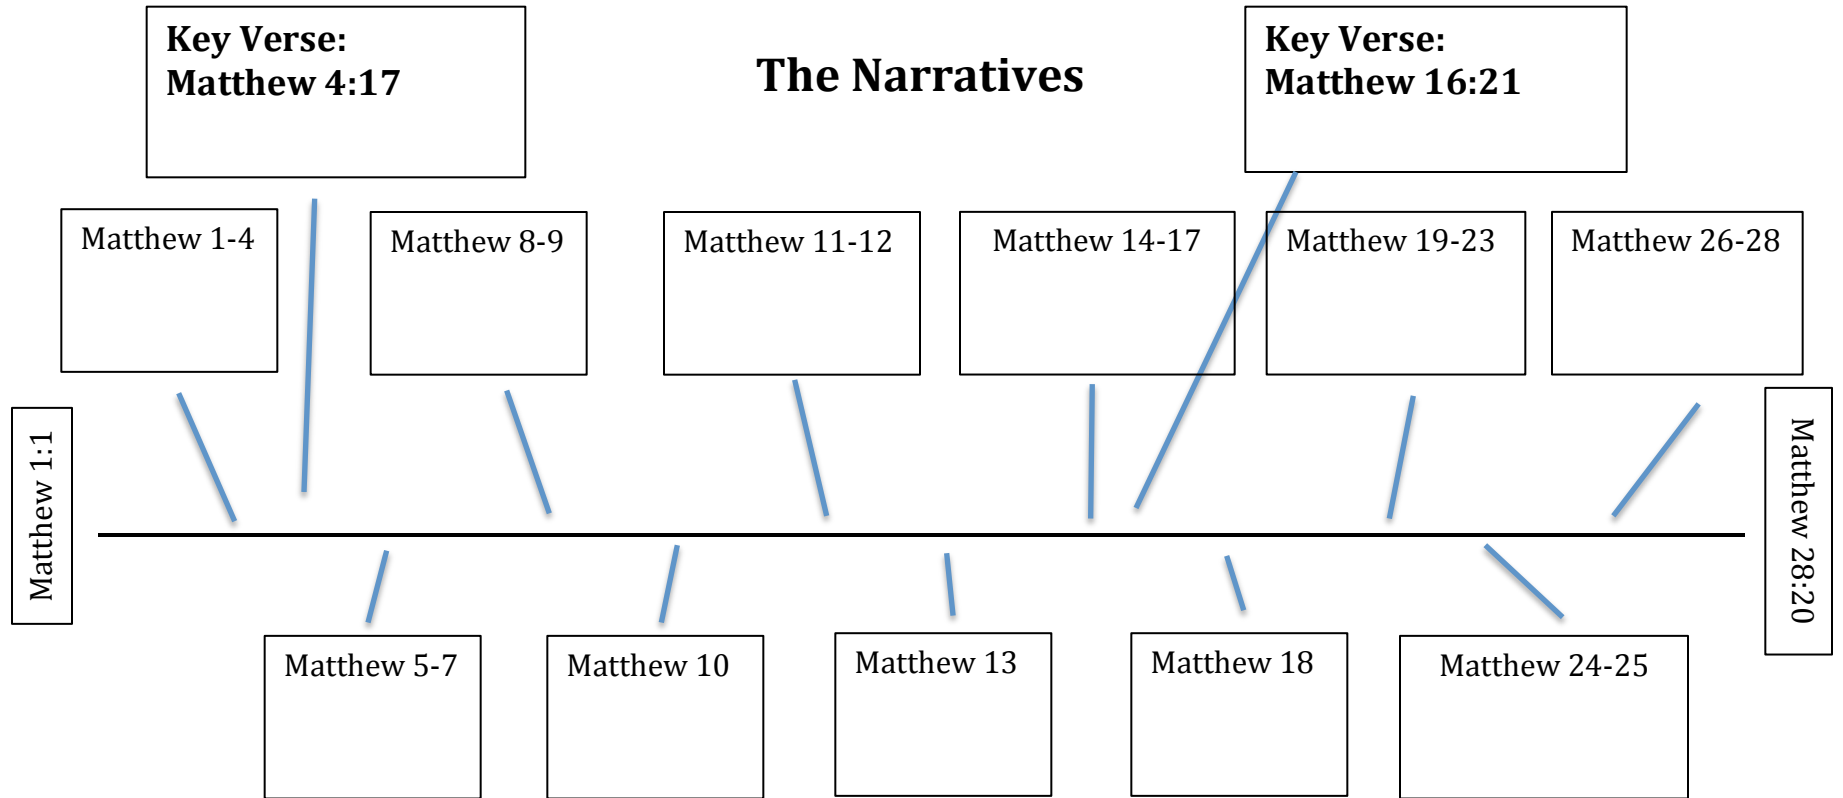 Key Verse:
Matthew 4:17
The Narratives
Key Verse:
Matthew 16:21
Matthew 1-4
Matthew 8-9
Matthew 11-12
Matthew 14-17
Matthew 19-23
Matthew 26-28
Matthew 1:1
Matthew 28:20
Matthew 5-7
Matthew 10
Matthew 13
Matthew 18
Matthew 24-25